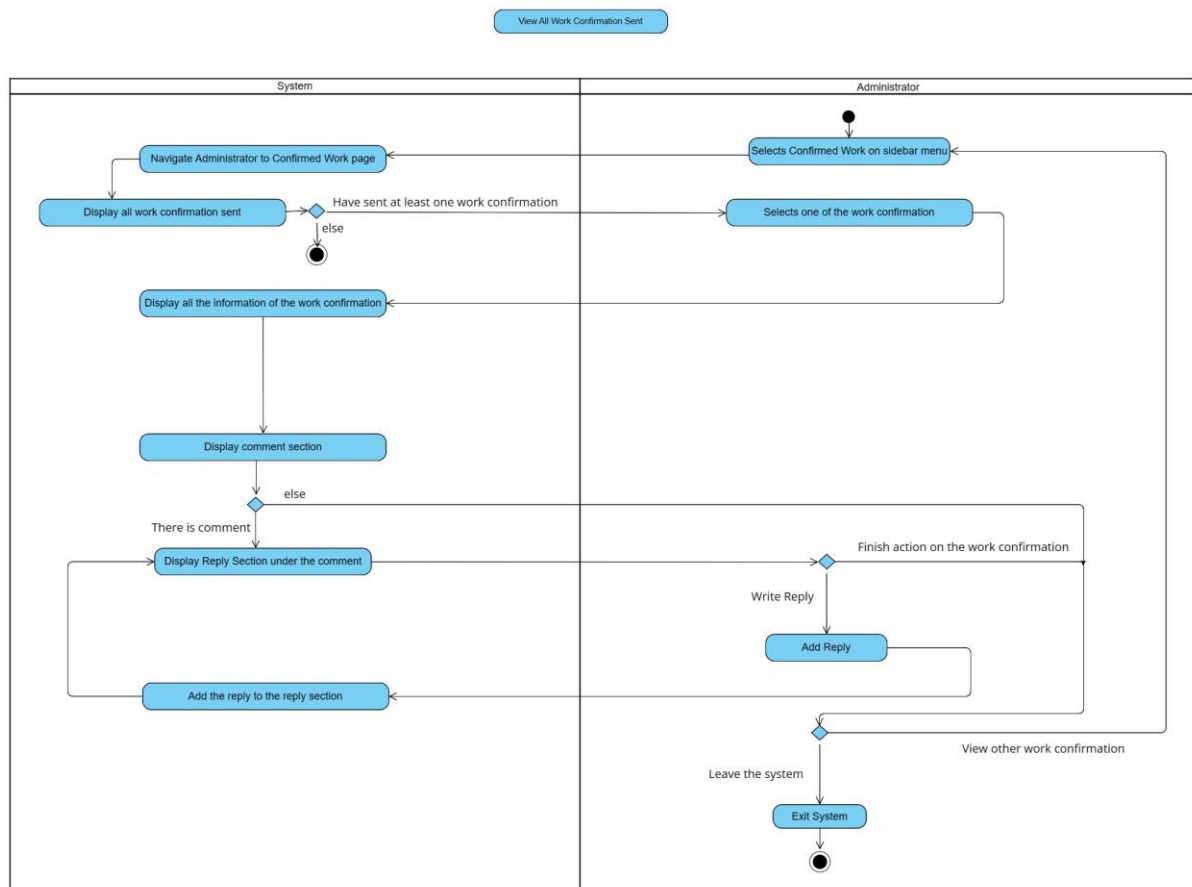 View All Work Confirmation Sent
System
Administrator
Selects Confirmed Work on sidebar menu
Navigate Administrator to Confirmed Work page
Display all work confirmation sent
Have sent at least one work confirmation
Selects one of the work confirmation
else
Display all the information of the work confirmation
Display comment section
else
There is comment
Display Reply Section under the comment
Finish action on the work confirmation
Write Reply
Add Reply
Add the reply to the reply section
View other work confirmation
Leave the system
Exit System